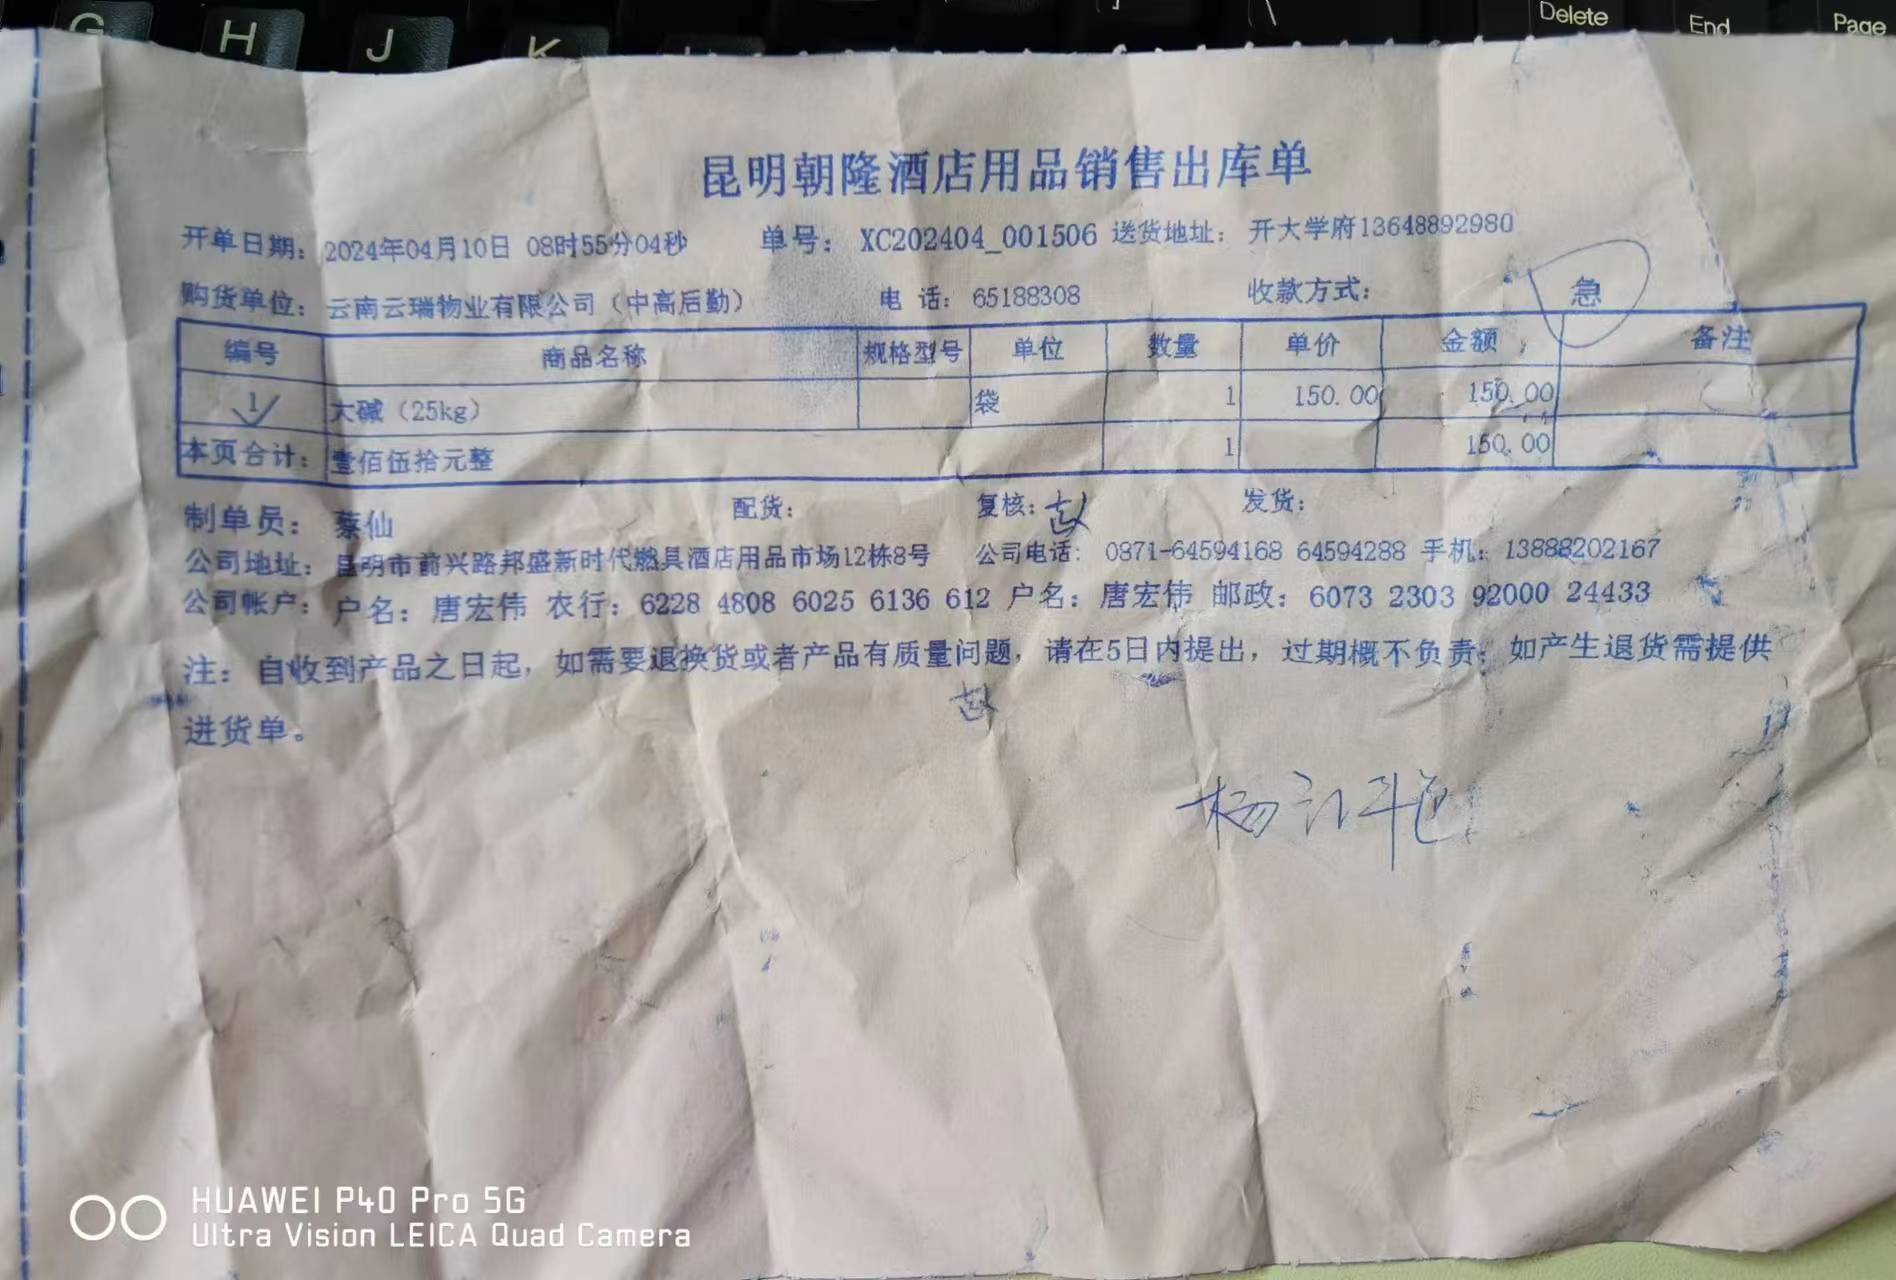 G H J K Delete End Page
昆明朝隆酒店用品销售出库单
开单日期：2024年04月10日 08时55分04秒 单号：XC202404_001506 送货地址：开大学府13648892980
购货单位：云南云瑞物业有限公司（中高后勤） 电 话：65188308 收款方式： 急
编号 商品名称 规格型号 单位 数量 单价 金额 备注
1 大碱（25kg） 袋 1 150.00 150.00
本页合计：壹佰伍拾元整 1 150.00
制单员：蔡仙 配货： 复核： 发货：
公司地址：昆明市前兴路邦盛新时代燃具酒店用品市场12栋8号 公司电话：0871-64594168 64594288 手机：13888202167
公司帐户：户名：唐宏伟 农行：6228 4808 6025 6136 612 户名：唐宏伟 邮政：6073 2303 92000 24433
注：自收到产品之日起，如需要退换货或者产品有质量问题，请在5日内提出，过期概不负责；如产生退货需提供
进货单。
HUAWEI P40 Pro 5G
Ultra Vision LEICA Quad Camera